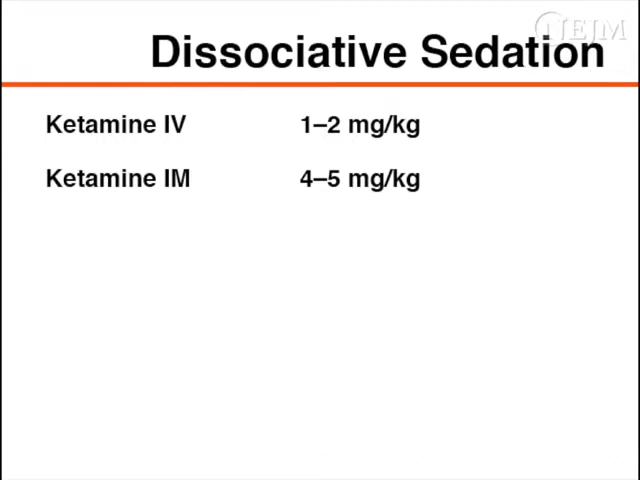 NEJM
Dissociative Sedation
Ketamine IV 1–2 mg/kg
Ketamine IM 4–5 mg/kg